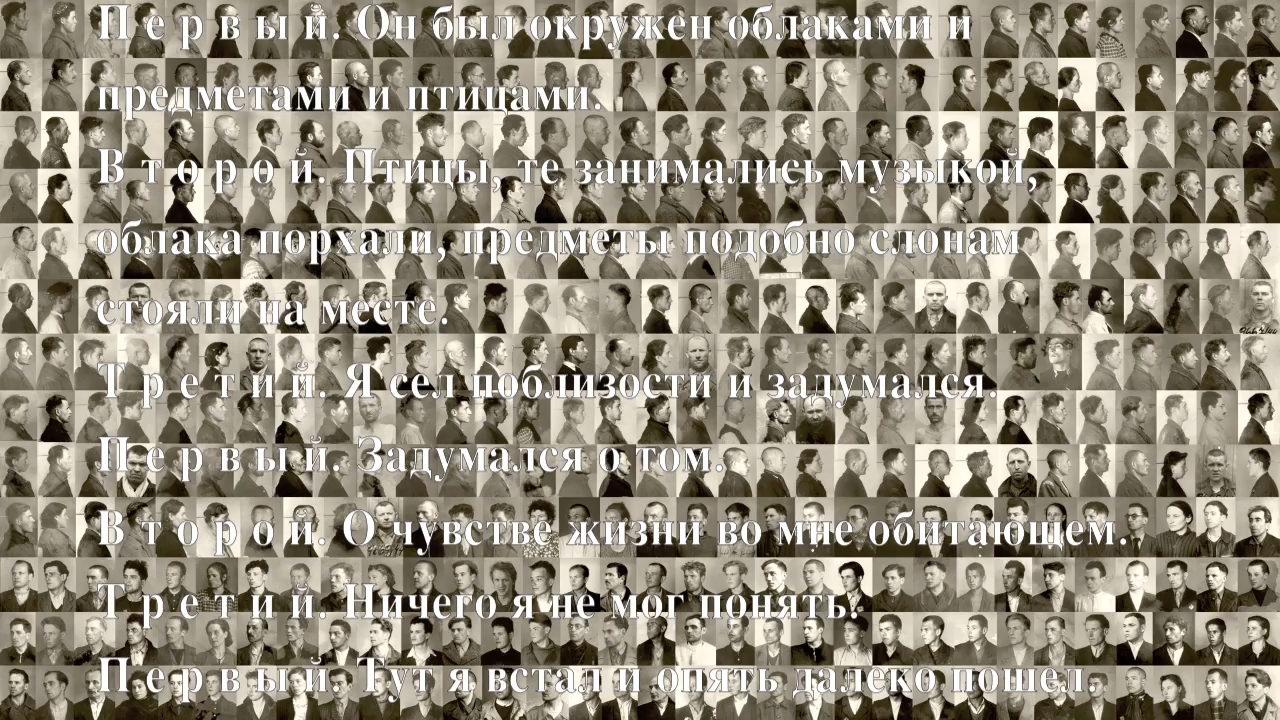 П е р в ы й. Он был окружен облаками и
предметами и птицами.
В т о р о й. Птицы, те занимались музыкой,
облака порхали, предметы подобно слонам
стояли на месте.
Т р е т и й. Я сел поблизости и задумался.
П е р в ы й. Задумался о том.
В т о р о й. О чувстве жизни во мне обитающем.
Т р е т и й. Ничего я не мог понять.
П е р в ы й. Тут я встал и опять далеко пошел.